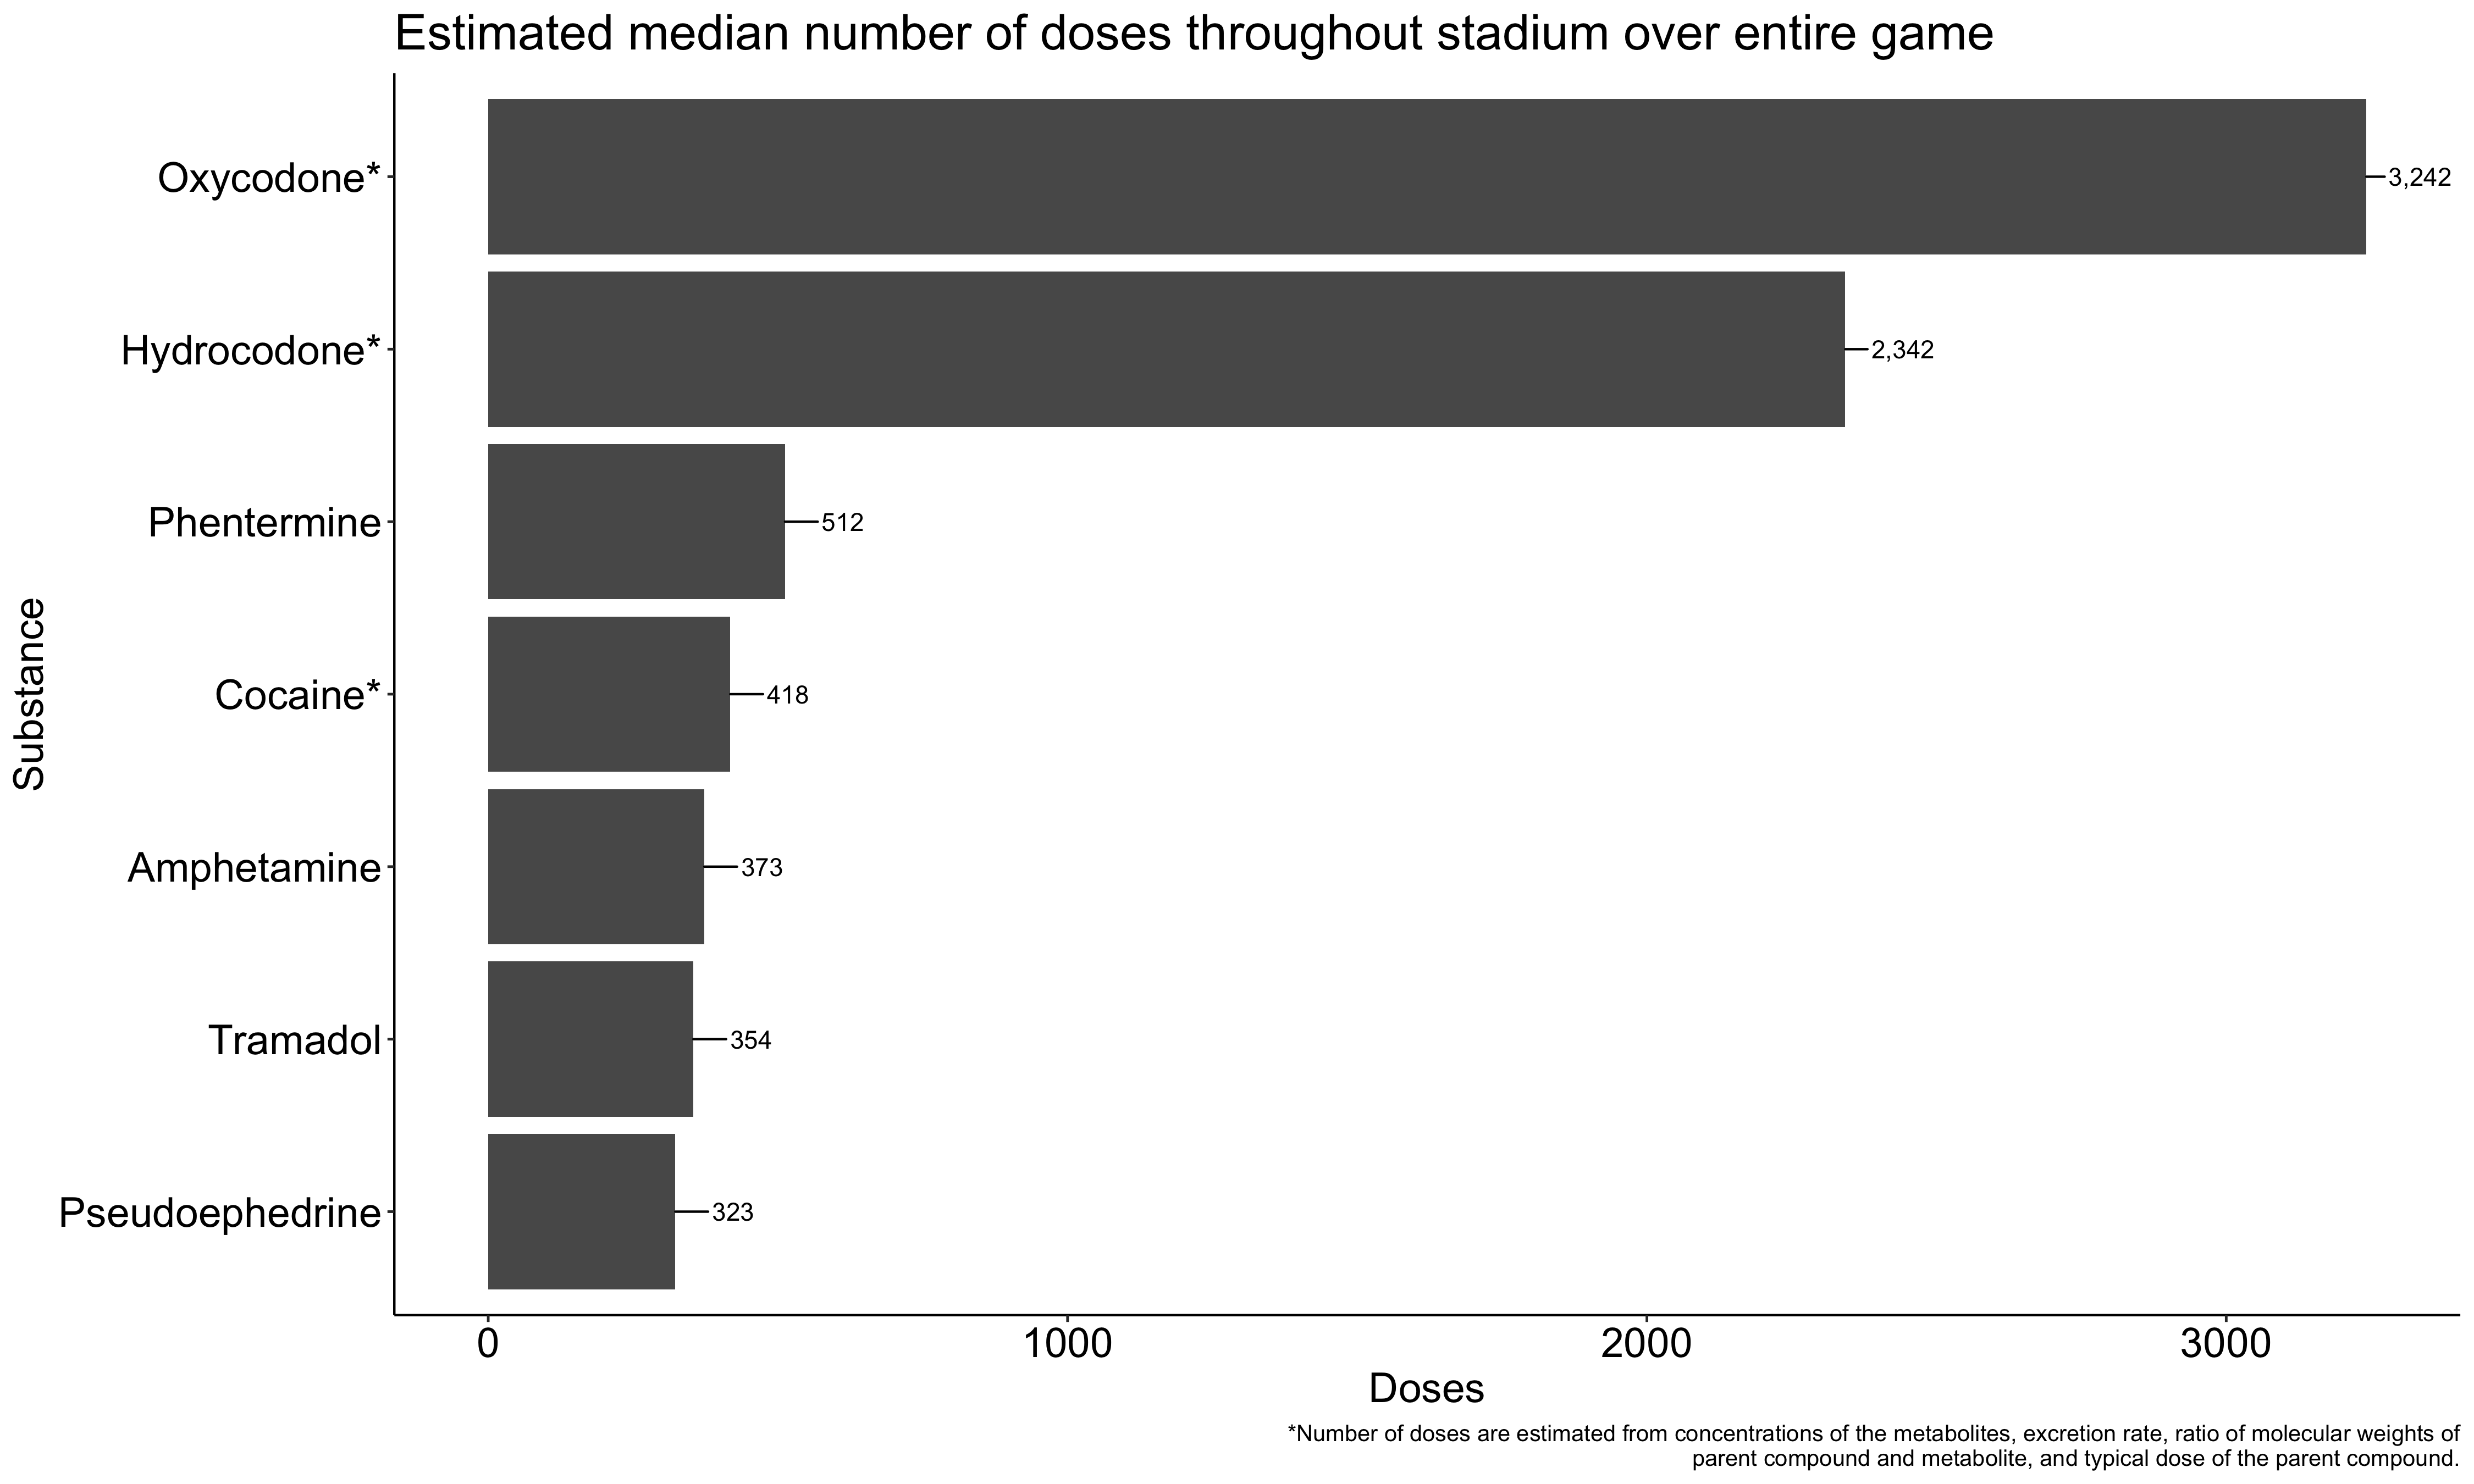 Estimated median number of doses throughout stadium over entire game
Substance
Oxycodone*
3,242
Hydrocodone*
2,342
Phentermine
512
Cocaine*
418
Amphetamine
373
Tramadol
354
Pseudoephedrine
323
0 1000 2000 3000
Doses
*Number of doses are estimated from concentrations of the metabolites, excretion rate, ratio of molecular weights of
parent compound and metabolite, and typical dose of the parent compound.